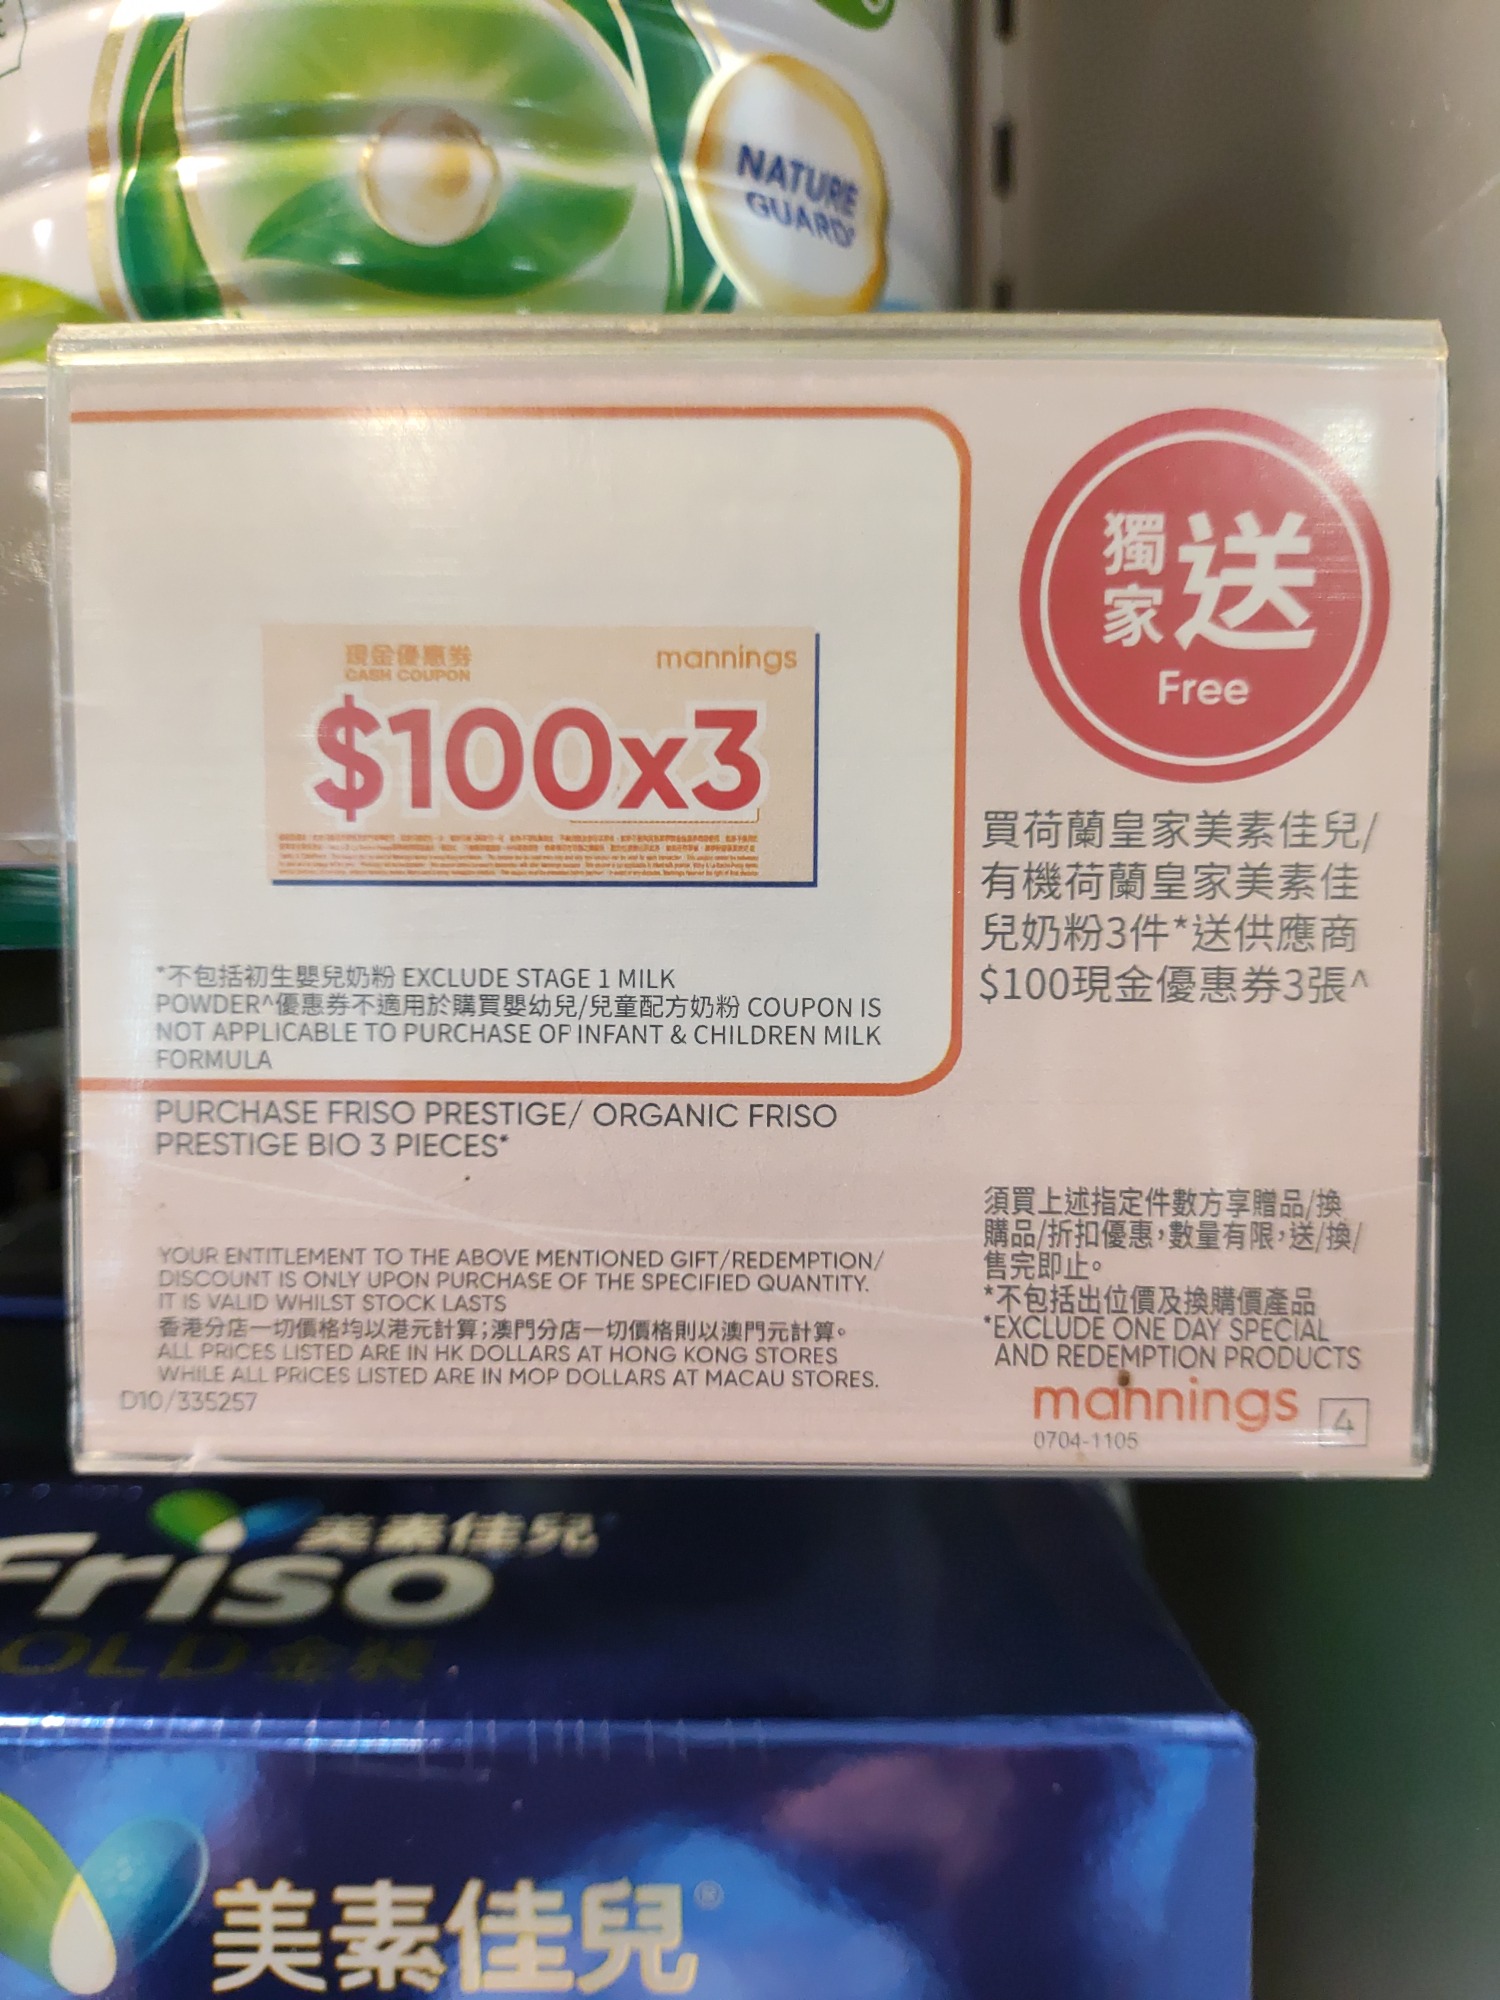 NATURE
GUARD
獨家
送
Free
現金優惠券
CASH COUPON
mannings
$100x3
買荷蘭皇家美素佳兒/
有機荷蘭皇家美素佳
兒奶粉3件*送供應商
$100現金優惠券3張^
*不包括初生嬰兒奶粉 EXCLUDE STAGE 1 MILK
POWDER^優惠券不適用於購買嬰幼兒/兒童配方奶粉 COUPON IS
NOT APPLICABLE TO PURCHASE OF INFANT & CHILDREN MILK
FORMULA
PURCHASE FRISO PRESTIGE/ ORGANIC FRISO
PRESTIGE BIO 3 PIECES*
YOUR ENTITLEMENT TO THE ABOVE MENTIONED GIFT/REDEMPTION/
DISCOUNT IS ONLY UPON PURCHASE OF THE SPECIFIED QUANTITY.
IT IS VALID WHILST STOCK LASTS
香港分店一切價格均以港元計算；澳門分店一切價格則以澳門元計算。
ALL PRICES LISTED ARE IN HK DOLLARS AT HONG KONG STORES
WHILE ALL PRICES LISTED ARE IN MOP DOLLARS AT MACAU STORES.
D10/335257
須買上述指定件數方享贈品/換
購品/折扣優惠，數量有限，送/換/
售完即止。
*不包括出位價及換購價產品
*EXCLUDE ONE DAY SPECIAL
AND REDEMPTION PRODUCTS
mannings
4
0704-1105
美素佳兒
Friso
OLD 金裝
美素佳兒®